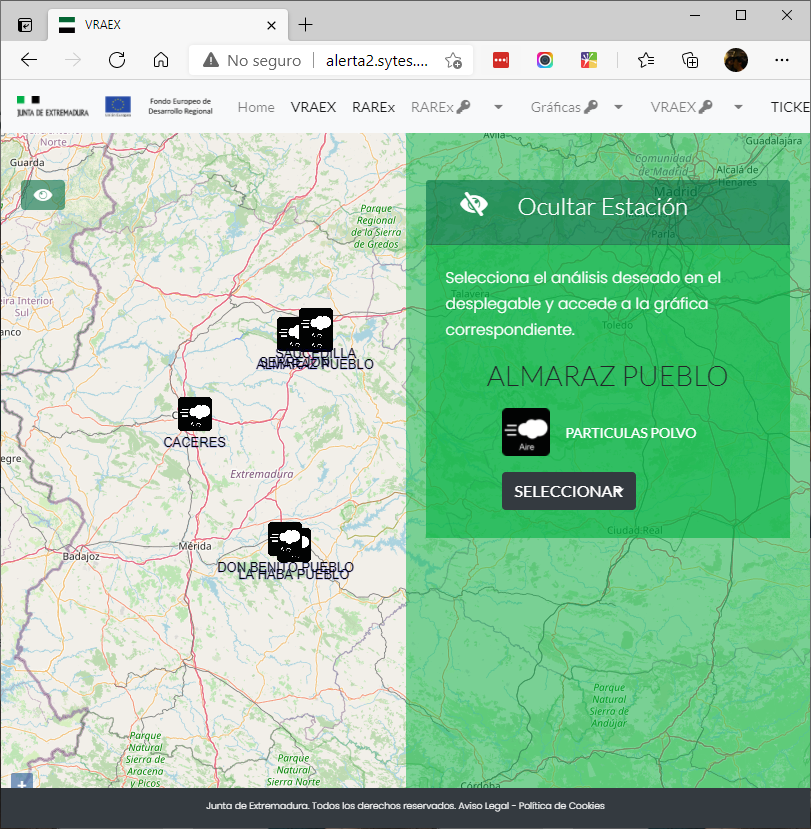 VRAEX
No seguro
alerta2.sytes....
JUNTA DE EXTREMADURA
Fondo Europeo de
Desarrollo Regional
Home
VRAEX
RAREx
RAREx
Gráficas
VRAEX
TICKE
Norte
Guarda
Parque
Regional
de la Sierra
de Gredos
eira Interior
Sul
anco
SAUCEDILLA
ALMARAZ PUEBLO
CACERES
Extremadura
egre
Mérida
Badajoz
DON BENITO PUEBLO
LA HABA PUEBLO
Parque
Natural
Sierra de
Aracena
y Picos
Parque
Natural
Sierra Norte
+
Ávila
Guadalajara
Comunidad
de Madrid
Alcalá de
Henares
Madrid
Parla
Ocultar Estación
Selecciona el análisis deseado en el
desplegable y accede a la gráfica
correspondiente.
Talavera
Toledo
ALMARAZ PUEBLO
Aire
PARTICULAS POLVO
SELECCIONAR
Ciudad Real
Parque
Natural
Sierra de
Andújar
Córdoba
Junta de Extremadura. Todos los derechos reservados. Aviso Legal - Política de Cookies